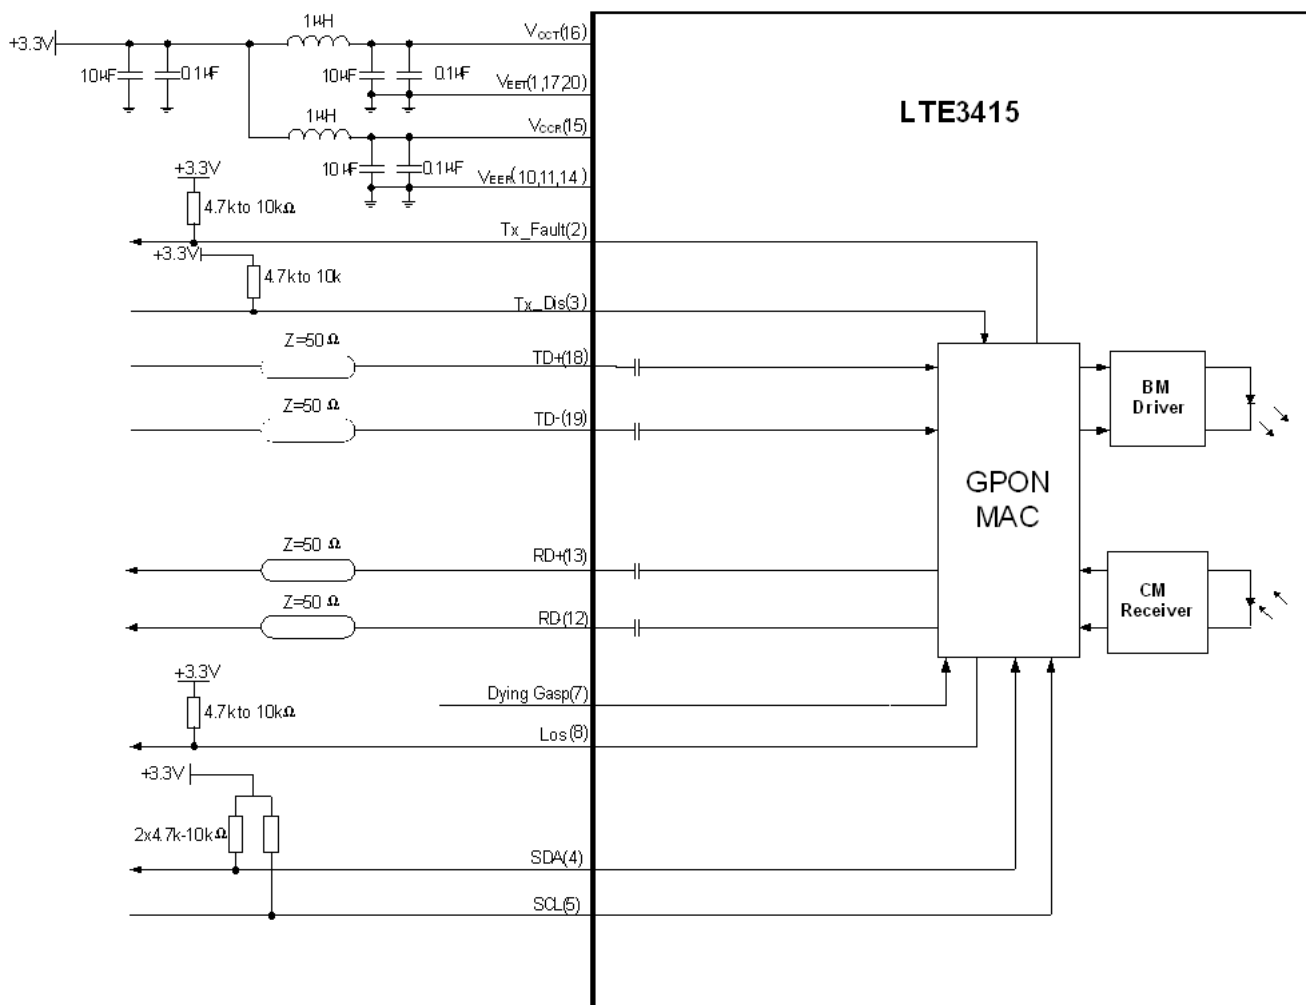 1μH
+3.3V
VCCT(16)
10μF
0.1μF
10μF
0.1μF
VEET(1,17,20)
1μH
VCCR(15)
10μF
0.1μF
VEER(10,11,14)
LTE3415
+3.3V
4.7k to 10kΩ
Tx_Fault(2)
+3.3V
4.7k to 10k
Tx_Dis(3)
Z=50 Ω
TD+(18)
Z=50 Ω
TD-(19)
BM
Driver
GPON
MAC
Z=50 Ω
RD+(13)
Z=50 Ω
RD-(12)
CM
Receiver
+3.3V
4.7k to 10kΩ
Dying Gasp(7)
Los(8)
+3.3V
2x4.7k-10kΩ
SDA(4)
SCL(5)